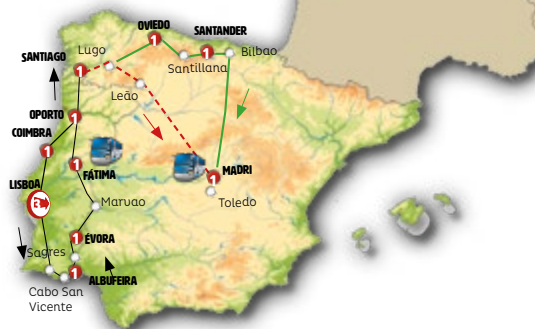 OVIEDO
SANTANDER
Lugo
Bilbao
SANTIAGO
1
1
Santillana
1
Leão
OPORTO
1
COIMBRA
1
1
FÁTIMA
MADRI
1
LISBOA
Maruao
Toledo
1
ÉVORA
Sagres
1
ALBUFEIRA
Cabo San
Vicente